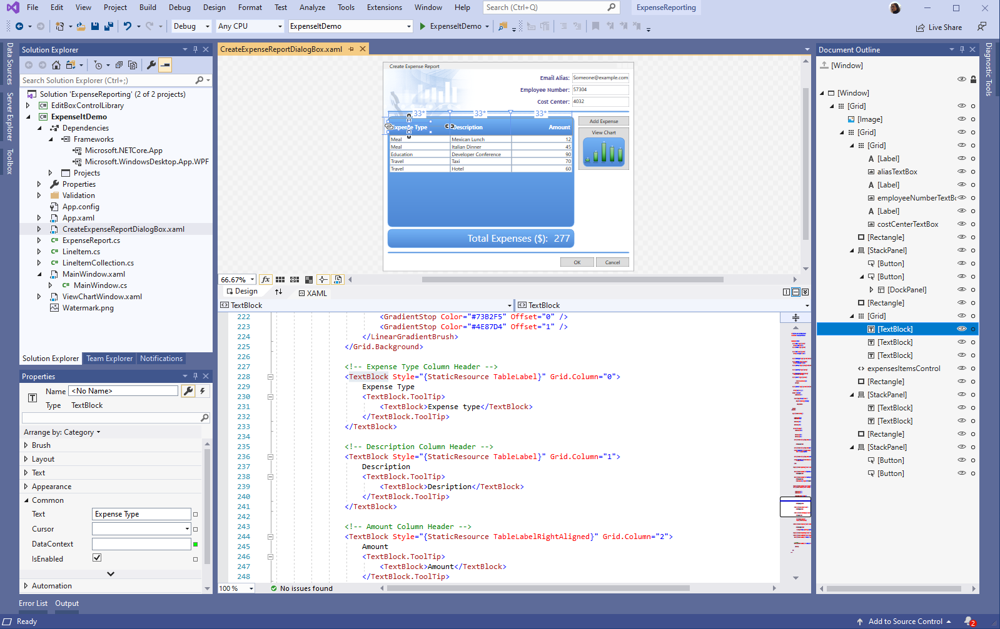 File Edit View Project Build Debug Design Format Test Analyze Tools Extensions Window Help Search (Ctrl+Q) ExpenseReporting
Debug Any CPU ExpenseItDemo ExpenseItDemo Live Share
Data Sources
Server Explorer
Toolbox
Solution Explorer
Search Solution Explorer (Ctrl+;)
Solution 'ExpenseReporting' (2 of 2 projects)
EditBoxControlLibrary
ExpenseItDemo
Dependencies
Frameworks
Microsoft.NETCore.App
Microsoft.WindowsDesktop.App.WPF
Projects
Properties
Validation
App.config
App.xaml
CreateExpenseReportDialogBox.xaml
ExpenseReport.cs
LineItem.cs
LineItemCollection.cs
MainWindow.xaml
MainWindow.cs
ViewChartWindow.xaml
Watermark.png
Solution Explorer Team Explorer Notifications
Properties
Name <No Name>
Type TextBlock
Arrange by: Category
Brush
Layout
Text
Appearance
Common
Text Expense Type
Cursor
DataContext
IsEnabled
Automation
CreateExpenseReportDialogBox.xaml
Create Expense Report
Email Alias: Someone@example.com
Employee Number: 57304
Cost Center: 4032
33* 33* 33*
Expense Type Description Amount
Meal Mexican Lunch 12
Meal Italian Dinner 45
Education Developer Conference 90
Travel Taxi 70
Travel Hotel 60
Add Expense
View Chart
Total Expenses ($): 277
OK Cancel
66.67% fx
Design XAML
TextBlock TextBlock
222 <GradientStop Color="#73B2F5" Offset="0" />
223 <GradientStop Color="#4E87D4" Offset="1" />
224 </LinearGradientBrush>
225 </Grid.Background>
226
227 <!-- Expense Type Column Header -->
228 <TextBlock Style="{StaticResource TableLabel}" Grid.Column="0">
229 Expense Type
230 <TextBlock.ToolTip>
231 <TextBlock>Expense type</TextBlock>
232 </TextBlock.ToolTip>
233 </TextBlock>
234
235 <!-- Description Column Header -->
236 <TextBlock Style="{StaticResource TableLabel}" Grid.Column="1">
237 Description
238 <TextBlock.ToolTip>
239 <TextBlock>Desription</TextBlock>
240 </TextBlock.ToolTip>
241 </TextBlock>
242
243 <!-- Amount Column Header -->
244 <TextBlock Style="{StaticResource TableLabelRightAligned}" Grid.Column="2">
245 Amount
246 <TextBlock.ToolTip>
247 <TextBlock>Amount</TextBlock>
248 </TextBlock.ToolTip>
100 % No issues found
Document Outline
[Window]
[Window]
[Grid]
[Image]
[Grid]
[Grid]
[Label]
aliasTextBox
[Label]
employeeNumberTextBo
[Label]
costCenterTextBox
[Rectangle]
[StackPanel]
[Button]
[Button]
[DockPanel]
[Rectangle]
[Grid]
[TextBlock]
[TextBlock]
[TextBlock]
expensesItemsControl
[Rectangle]
[StackPanel]
[TextBlock]
[TextBlock]
[Rectangle]
[StackPanel]
[Button]
[Button]
Diagnostic Tools
Error List Output
Ready Add to Source Control 2